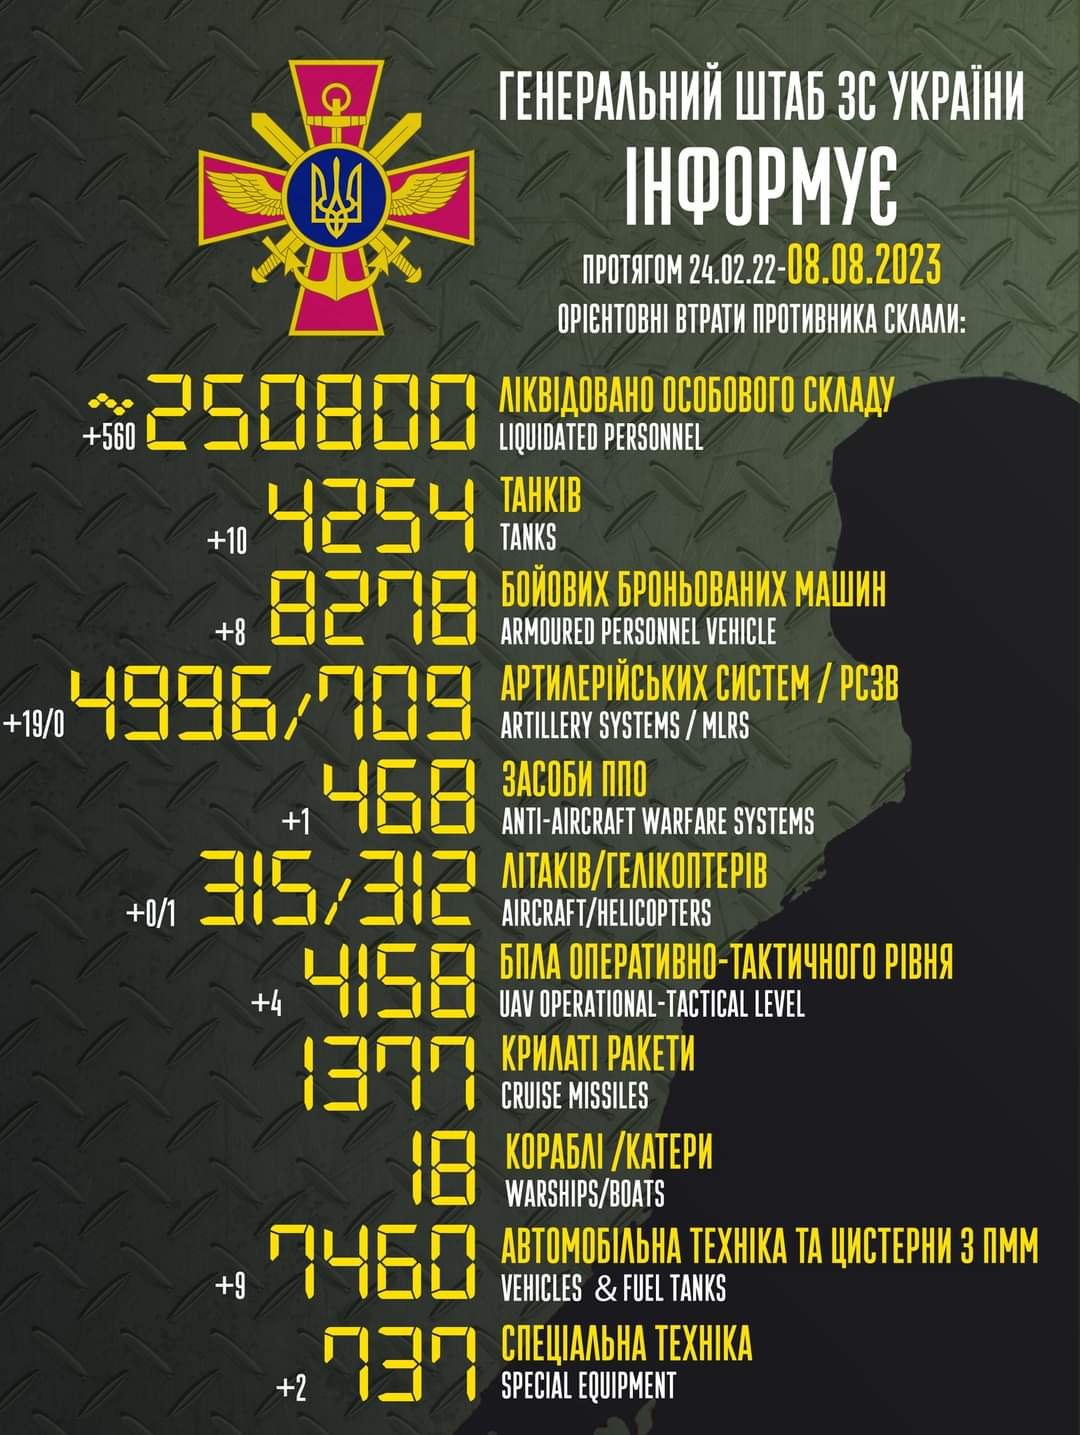 ГЕНЕРАЛЬНИЙ ШТАБ ЗС УКРАЇНИ
ІНФОРМУЄ
ПРОТЯГОМ 24.02.22-08.08.2023
ОРІЄНТОВНІ ВТРАТИ ПРОТИВНИКА СКЛАЛИ:
≈250800 ЛІКВІДОВАНО ОСОБОВОГО СКЛАДУ
+560 LIQUIDATED PERSONNEL
4254 ТАНКІВ
+10 TANKS
8278 БОЙОВИХ БРОНЬОВАНИХ МАШИН
+8 ARMOURED PERSONNEL VEHICLE
4996/709 АРТИЛЕРІЙСЬКИХ СИСТЕМ / РСЗВ
+19/0 ARTILLERY SYSTEMS / MLRS
468 ЗАСОБИ ППО
+1 ANTI-AIRCRAFT WARFARE SYSTEMS
315/312 ЛІТАКІВ/ГЕЛІКОПТЕРІВ
+0/1 AIRCRAFT/HELICOPTERS
4158 БПЛА ОПЕРАТИВНО-ТАКТИЧНОГО РІВНЯ
+4 UAV OPERATIONAL-TACTICAL LEVEL
1377 КРИЛАТІ РАКЕТИ
CRUISE MISSILES
18 КОРАБЛІ /КАТЕРИ
WARSHIPS/BOATS
7460 АВТОМОБІЛЬНА ТЕХНІКА ТА ЦИСТЕРНИ З ПММ
+9 VEHICLES & FUEL TANKS
737 СПЕЦІАЛЬНА ТЕХНІКА
+2 SPECIAL EQUIPMENT